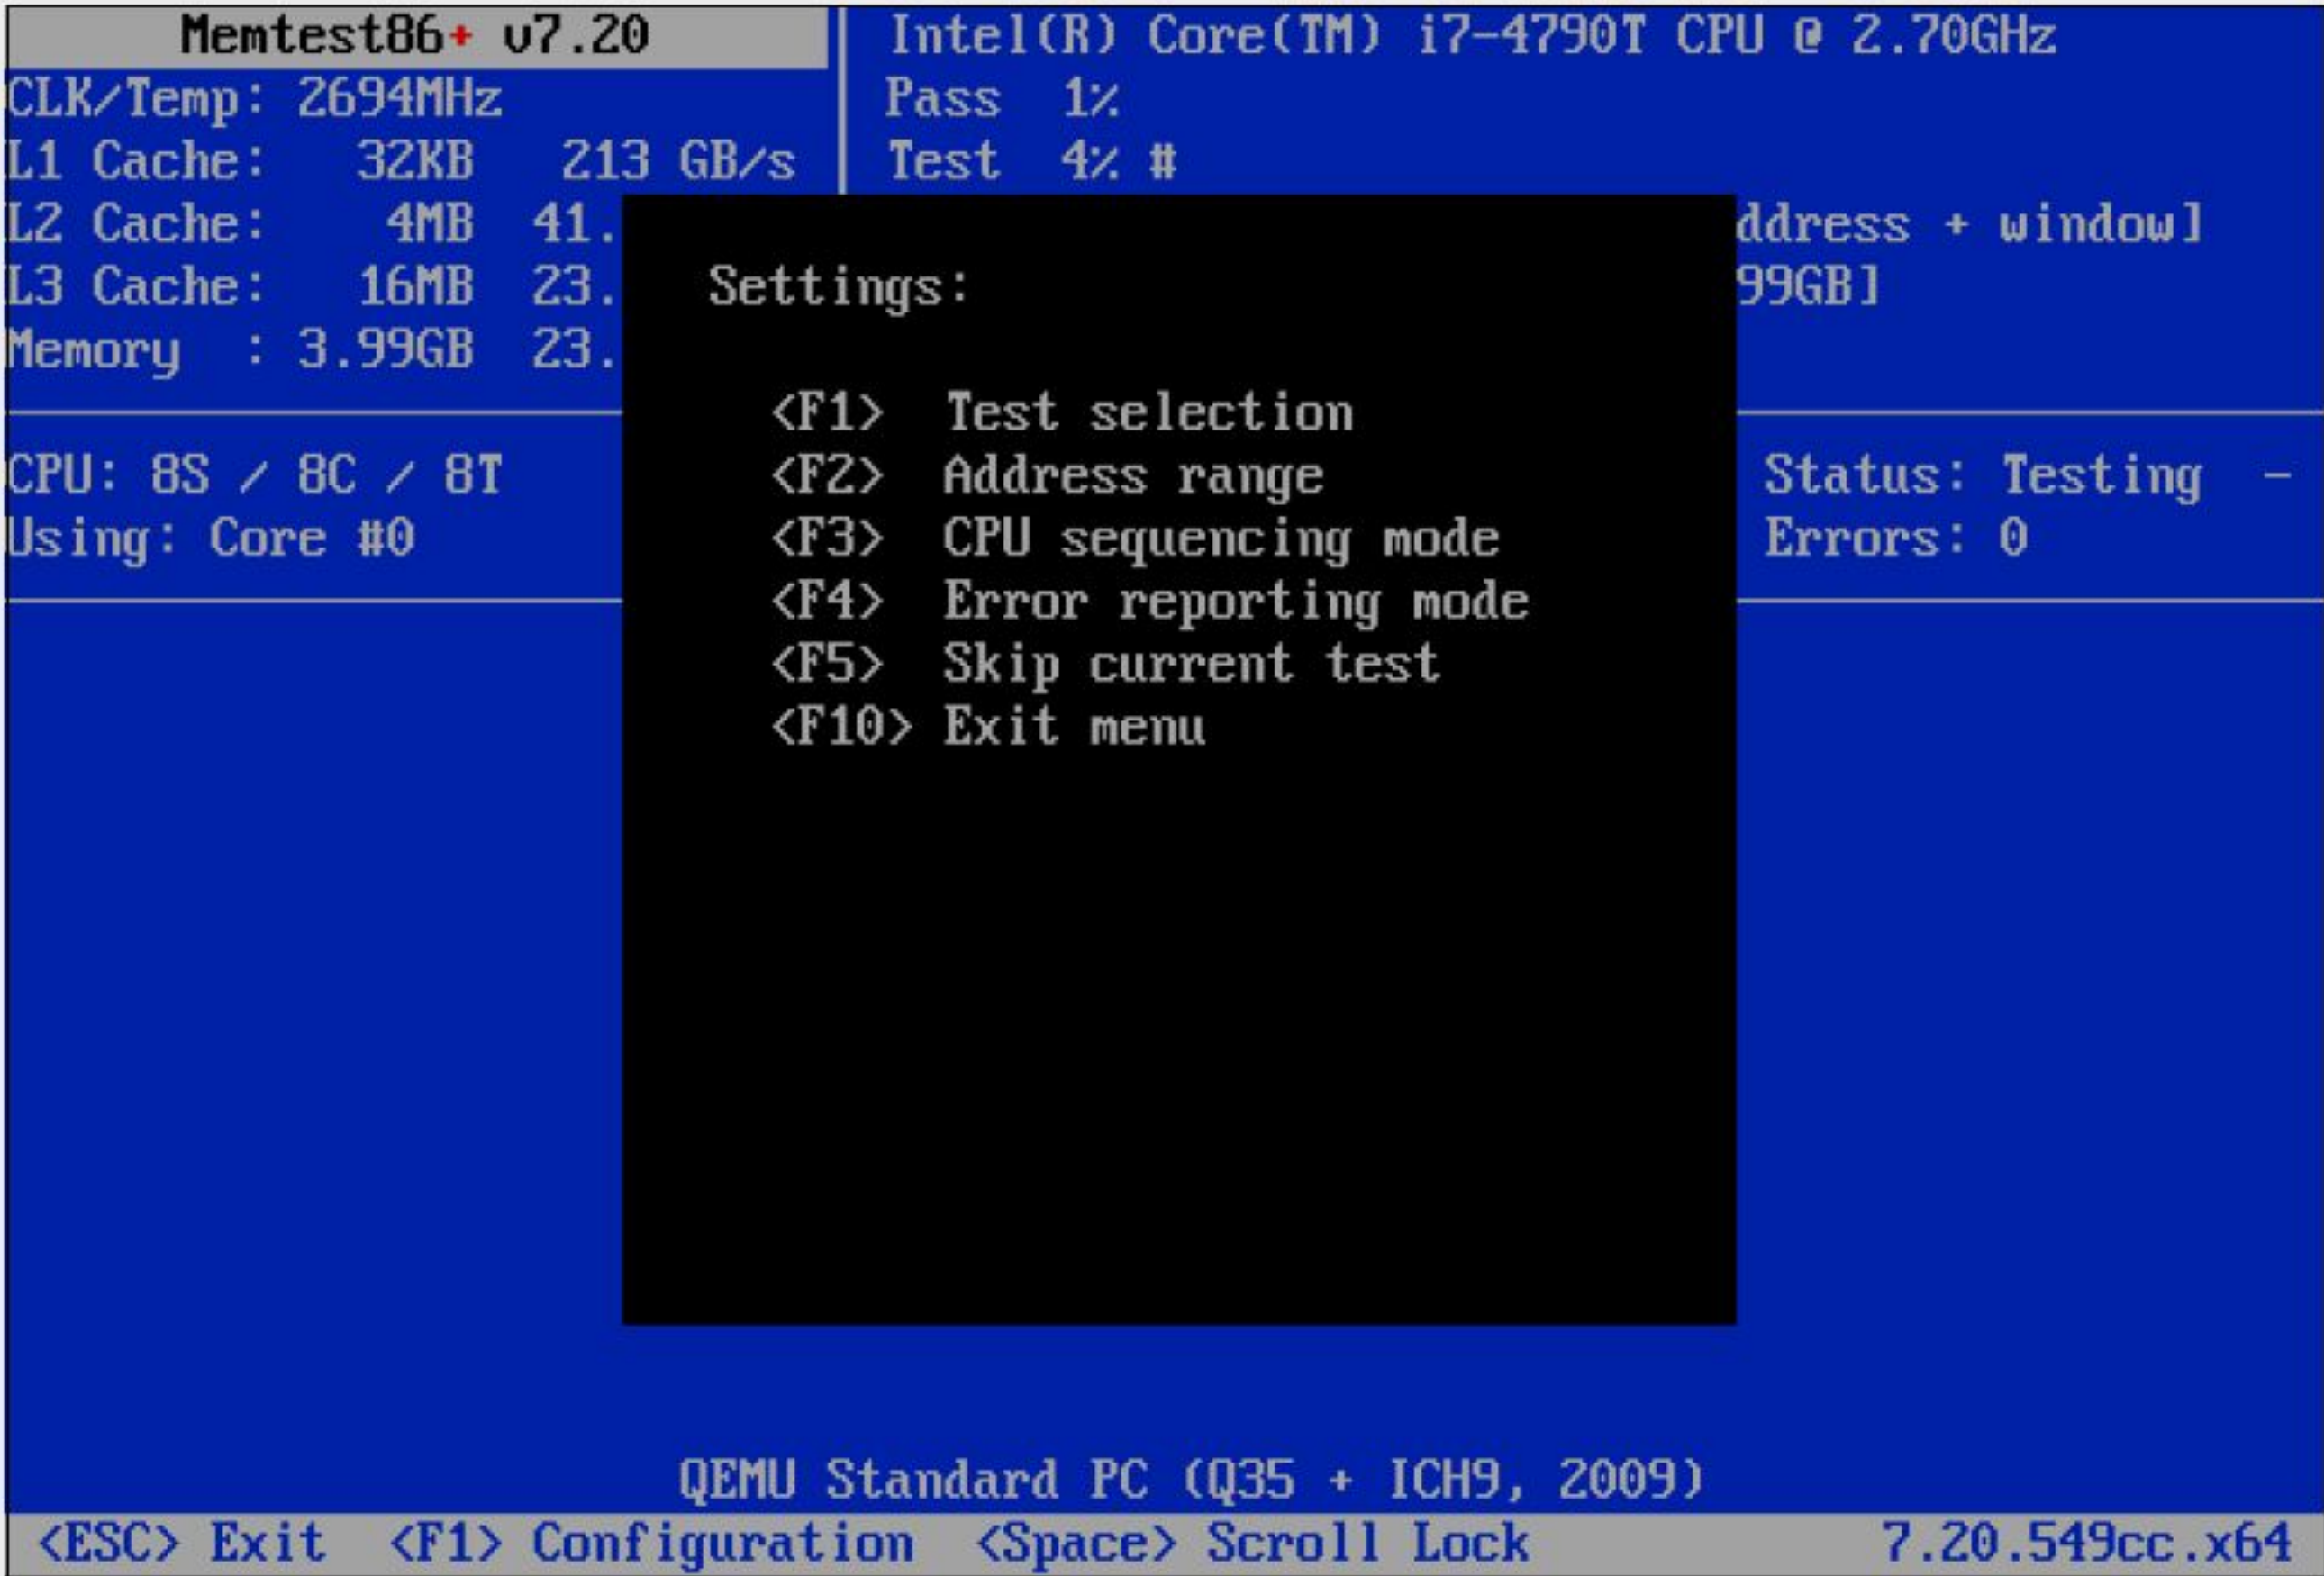 Memtest86+ v7.20
Intel(R) Core(TM) i7-4790T CPU @ 2.70GHz
CLK/Temp: 2694MHz
Pass 1%
L1 Cache: 32KB 213 GB/s
Test 4% #
L2 Cache: 4MB 41.
ddress + window]
L3 Cache: 16MB 23.
99GB]
Memory : 3.99GB 23.
CPU: 8S / 8C / 8T
Using: Core #0
Settings:
<F1> Test selection
<F2> Address range
<F3> CPU sequencing mode
<F4> Error reporting mode
<F5> Skip current test
<F10> Exit menu
Status: Testing -
Errors: 0
QEMU Standard PC (Q35 + ICH9, 2009)
<ESC> Exit <F1> Configuration <Space> Scroll Lock 7.20.549cc.x64